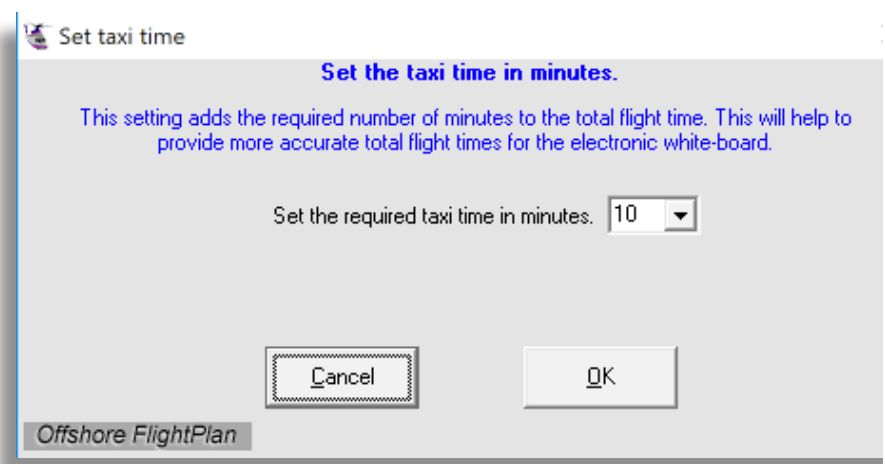 Set taxi time
Set the taxi time in minutes.
This setting adds the required number of minutes to the total flight time. This will help to
provide more accurate total flight times for the electronic white-board.
Set the required taxi time in minutes. 10
Cancel OK
Offshore FlightPlan